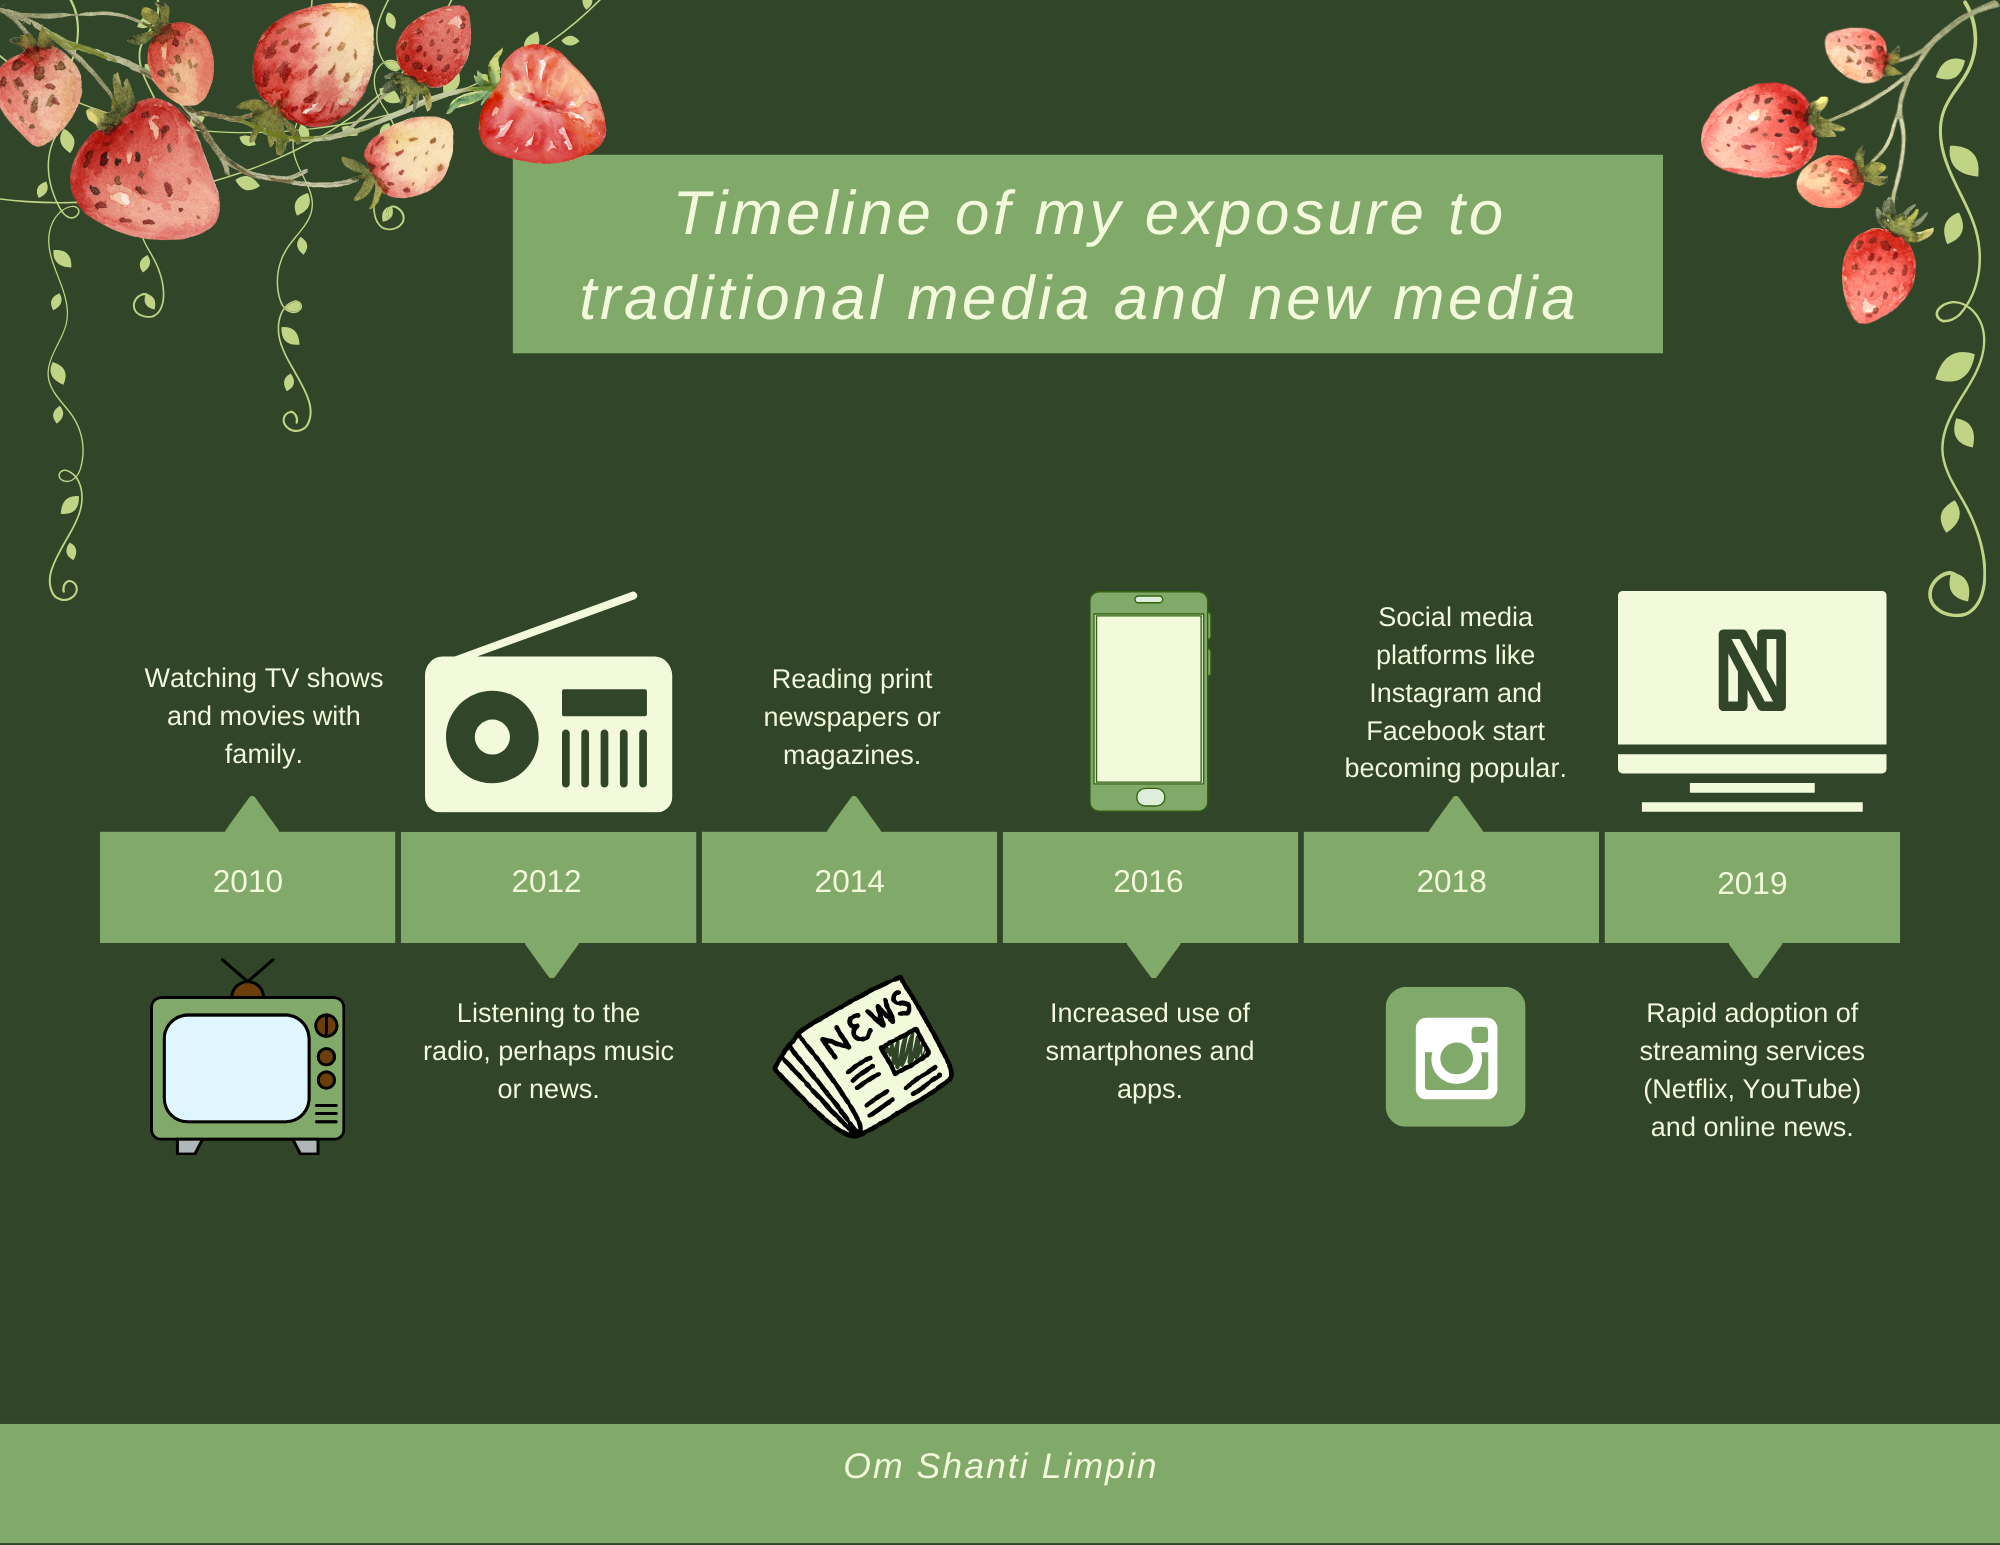 Timeline of my exposure to
traditional media and new media
Watching TV shows
and movies with
family.
Reading print
newspapers or
magazines.
Social media
platforms like
Instagram and
Facebook start
becoming popular.
N
2010
2012
2014
2016
2018
2019
Listening to the
radio, perhaps music
or news.
NEWS
Increased use of
smartphones and
apps.
Rapid adoption of
streaming services
(Netflix, YouTube)
and online news.
Om Shanti Limpin